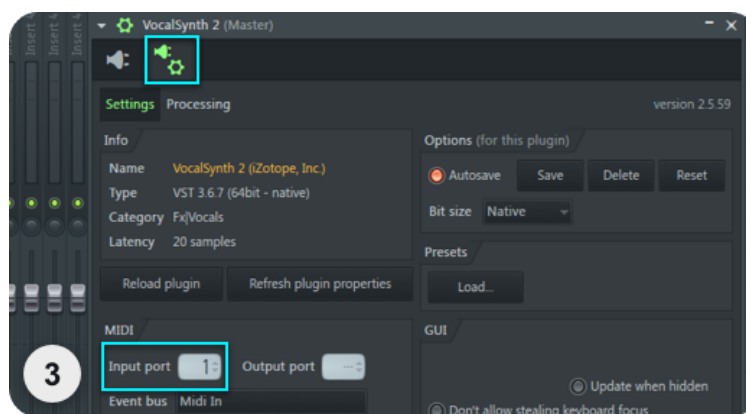 VocalSynth 2 (Master)
Insert 4
Insert 4
Insert 4
Settings Processing version 2.5.59
Info
Name VocalSynth 2 (iZotope, Inc.)
Type VST 3.6.7 (64bit - native)
Category Fx|Vocals
Latency 20 samples
Reload plugin Refresh plugin properties
Options (for this plugin)
Autosave Save Delete Reset
Bit size Native
Presets
Load...
MIDI
Input port 1 Output port ---
Event bus Midi In
GUI
Update when hidden
Don't allow stealing keyboard focus
3